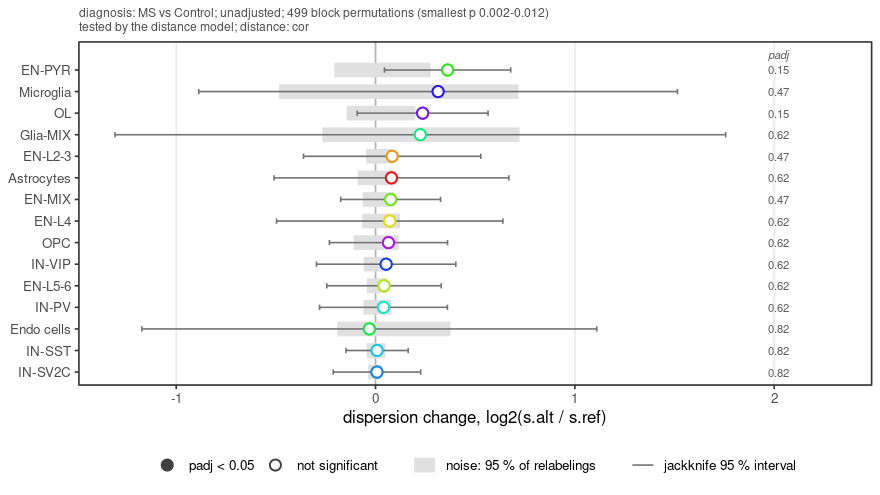 diagnosis: MS vs Control; unadjusted; 499 block permutations (smallest p 0.002-0.012)
tested by the distance model; distance: cor
padj
EN-PYR 0.15
Microglia 0.47
OL 0.15
Glia-MIX 0.62
EN-L2-3 0.47
Astrocytes 0.62
EN-MIX 0.47
EN-L4 0.62
OPC 0.62
IN-VIP 0.62
EN-L5-6 0.62
IN-PV 0.62
Endo cells 0.82
IN-SST 0.82
IN-SV2C 0.82
-1 0 1 2
dispersion change, log2(s.alt / s.ref)
padj < 0.05 not significant noise: 95 % of relabelings jackknife 95 % interval